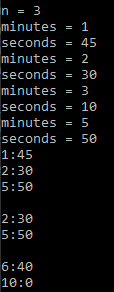 n = 3
minutes = 1
seconds = 45
minutes = 2
seconds = 30
minutes = 3
seconds = 10
minutes = 5
seconds = 50
1:45
2:30
5:50
2:30
5:50
6:40
10:0